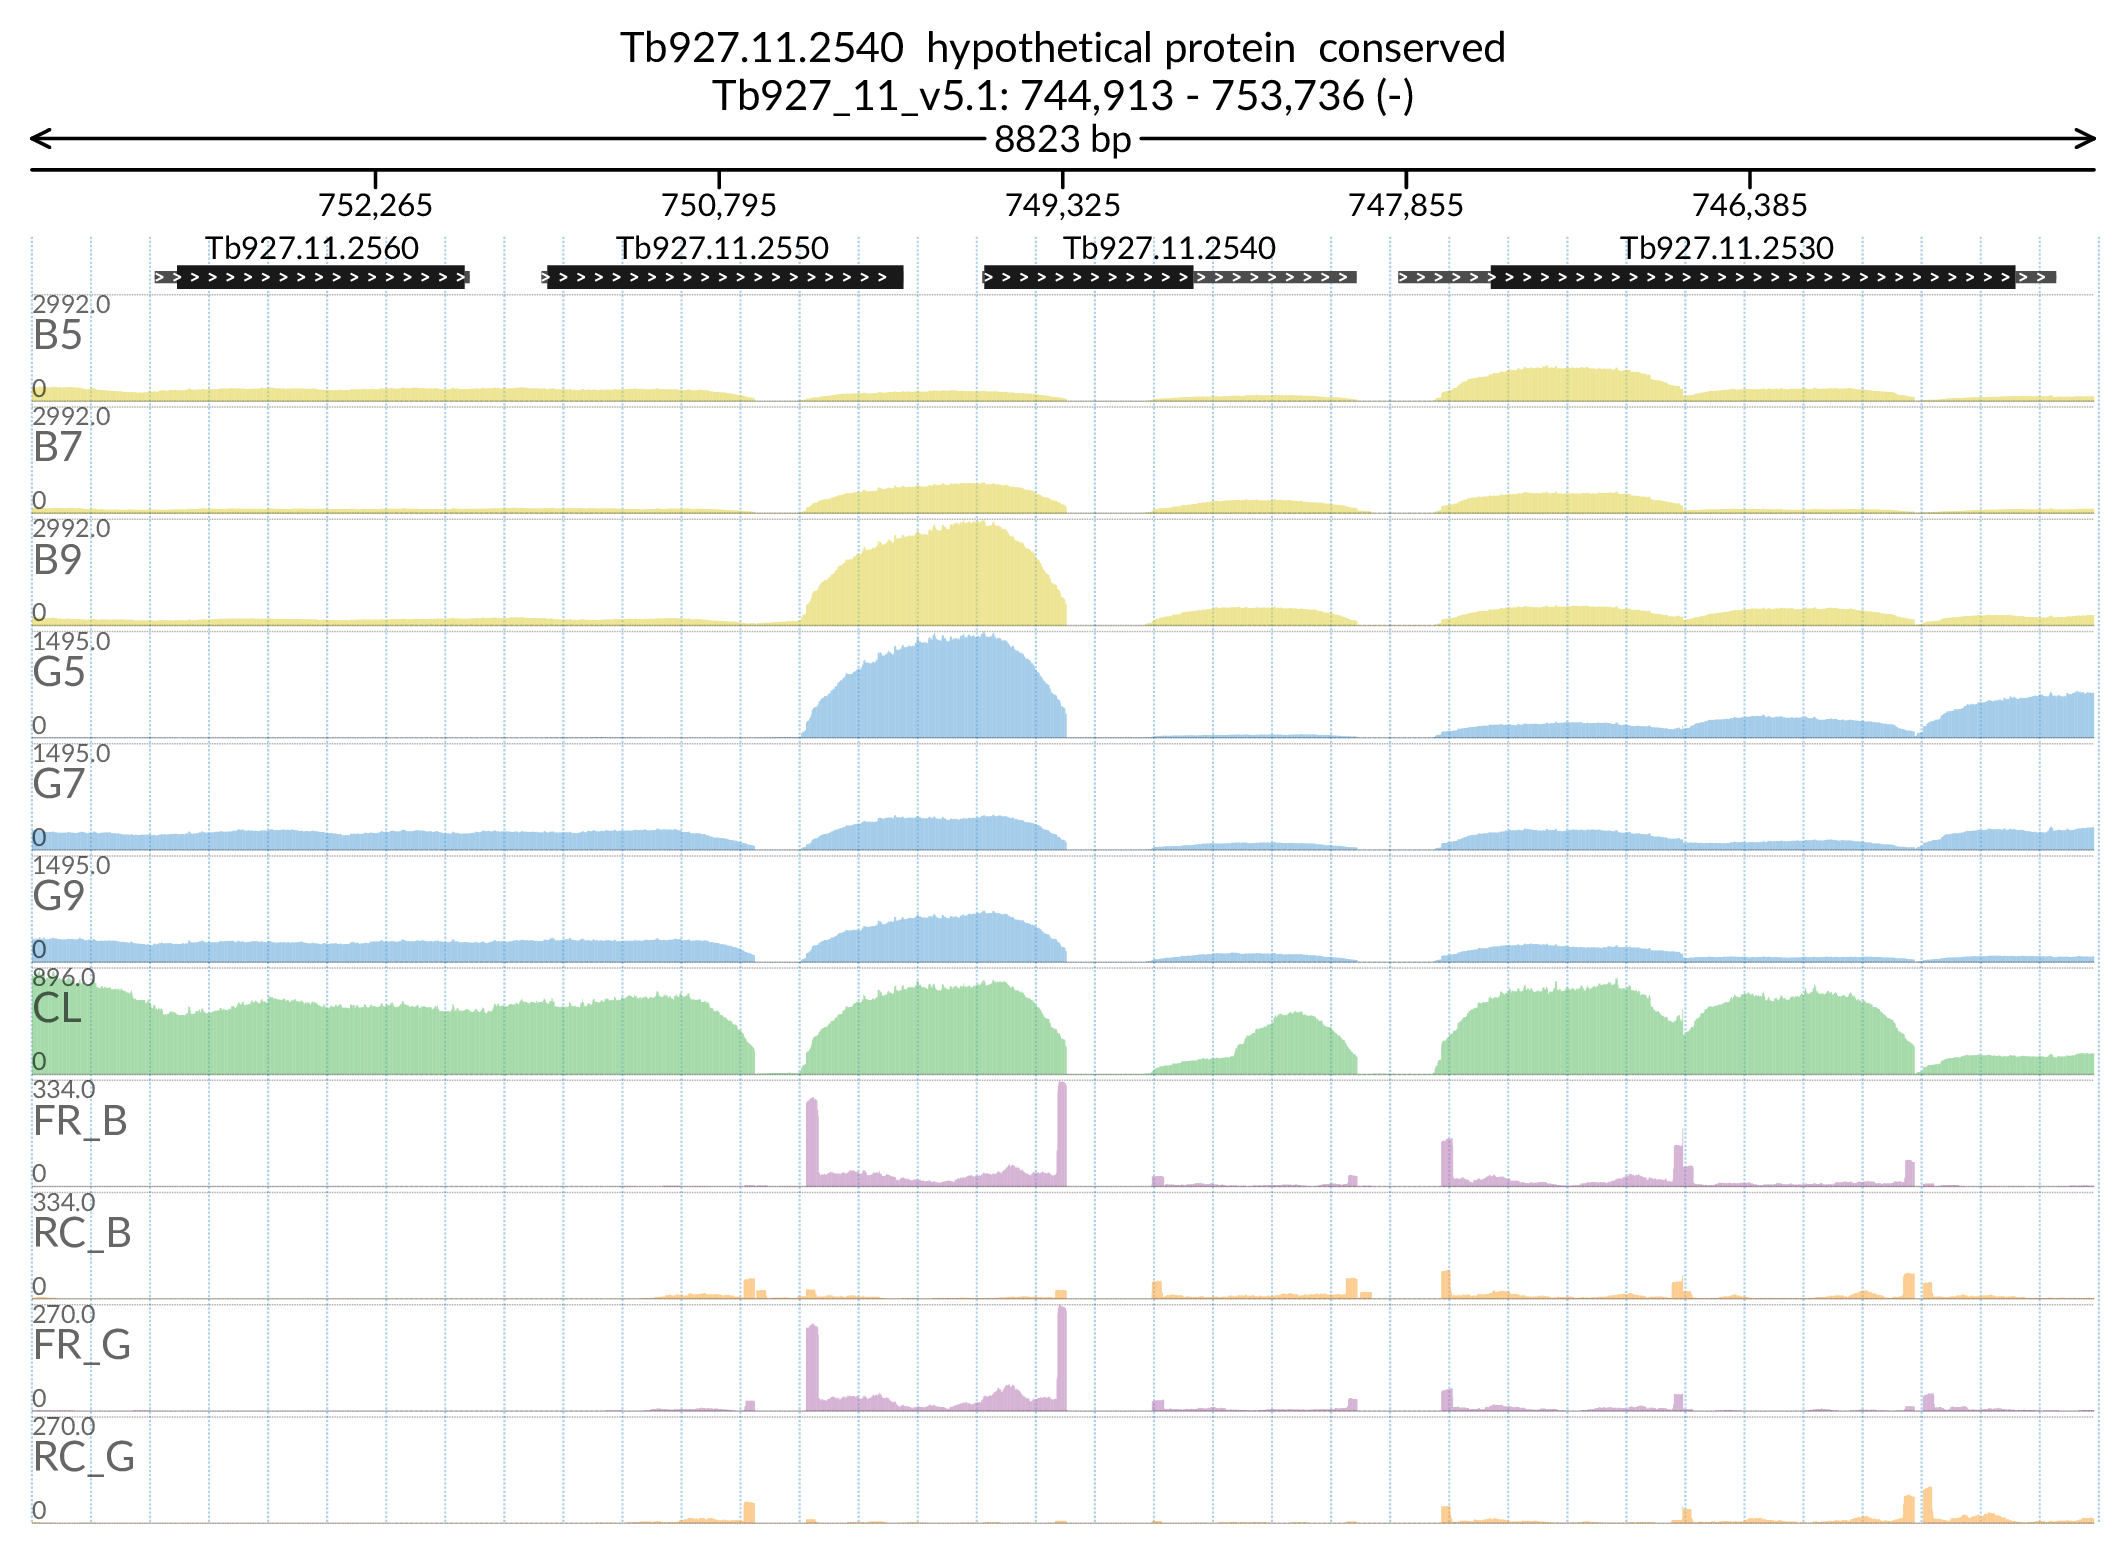 Tb927.11.2540 hypothetical protein conserved
Tb927_11_v5.1: 744,913 - 753,736 (-)
8823 bp
752,265 750,795 749,325 747,855 746,385
Tb927.11.2560 Tb927.11.2550 Tb927.11.2540 Tb927.11.2530
2992.0
B5
0
2992.0
B7
0
2992.0
B9
0
1495.0
G5
0
1495.0
G7
0
1495.0
G9
0
896.0
CL
0
334.0
FR_B
0
334.0
RC_B
0
270.0
FR_G
0
270.0
RC_G
0